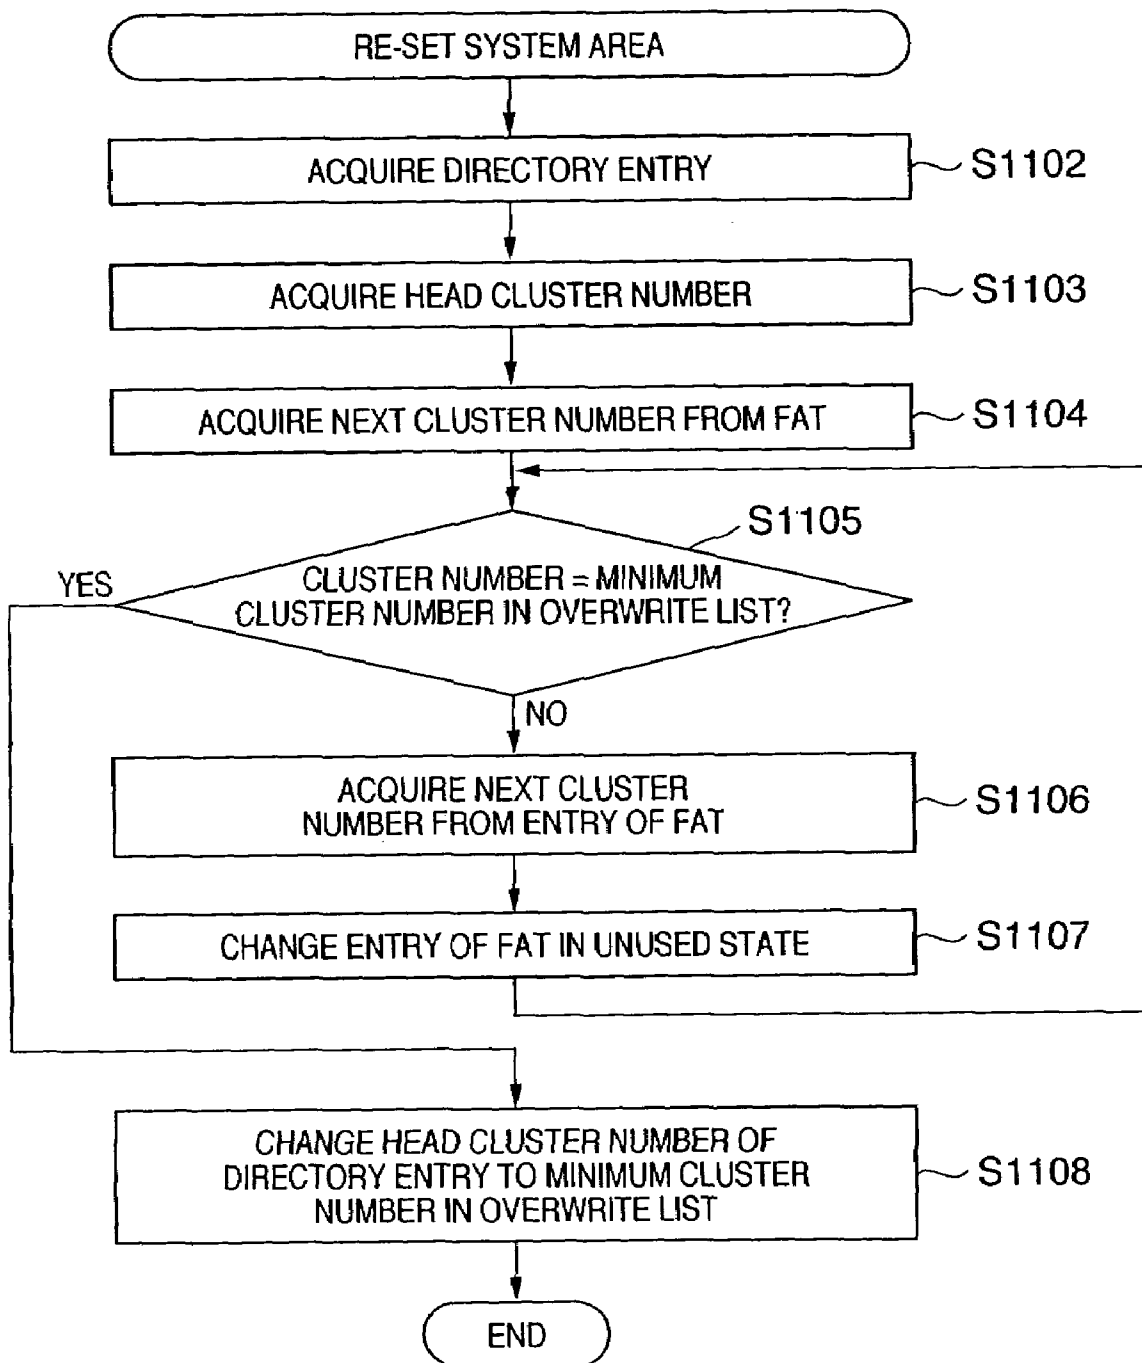 RE-SET SYSTEM AREA
ACQUIRE DIRECTORY ENTRY
S1102
ACQUIRE HEAD CLUSTER NUMBER
S1103
ACQUIRE NEXT CLUSTER NUMBER FROM FAT
S1104
S1105
YES
CLUSTER NUMBER = MINIMUM
CLUSTER NUMBER IN OVERWRITE LIST?
NO
ACQUIRE NEXT CLUSTER
NUMBER FROM ENTRY OF FAT
S1106
CHANGE ENTRY OF FAT IN UNUSED STATE
S1107
CHANGE HEAD CLUSTER NUMBER OF
DIRECTORY ENTRY TO MINIMUM CLUSTER
NUMBER IN OVERWRITE LIST
S1108
END